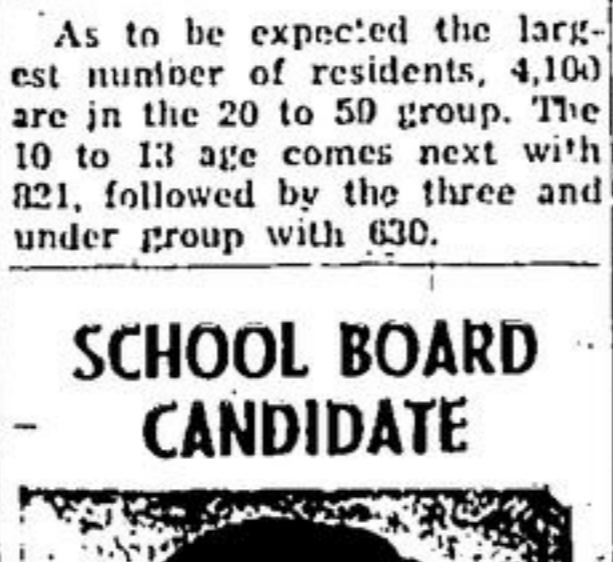 As to be expected the larg-
est number of residents, 4,100
are in the 20 to 50 group. The
10 to 13 age comes next with
821, followed by the three and
under group with 630.
SCHOOL BOARD
CANDIDATE